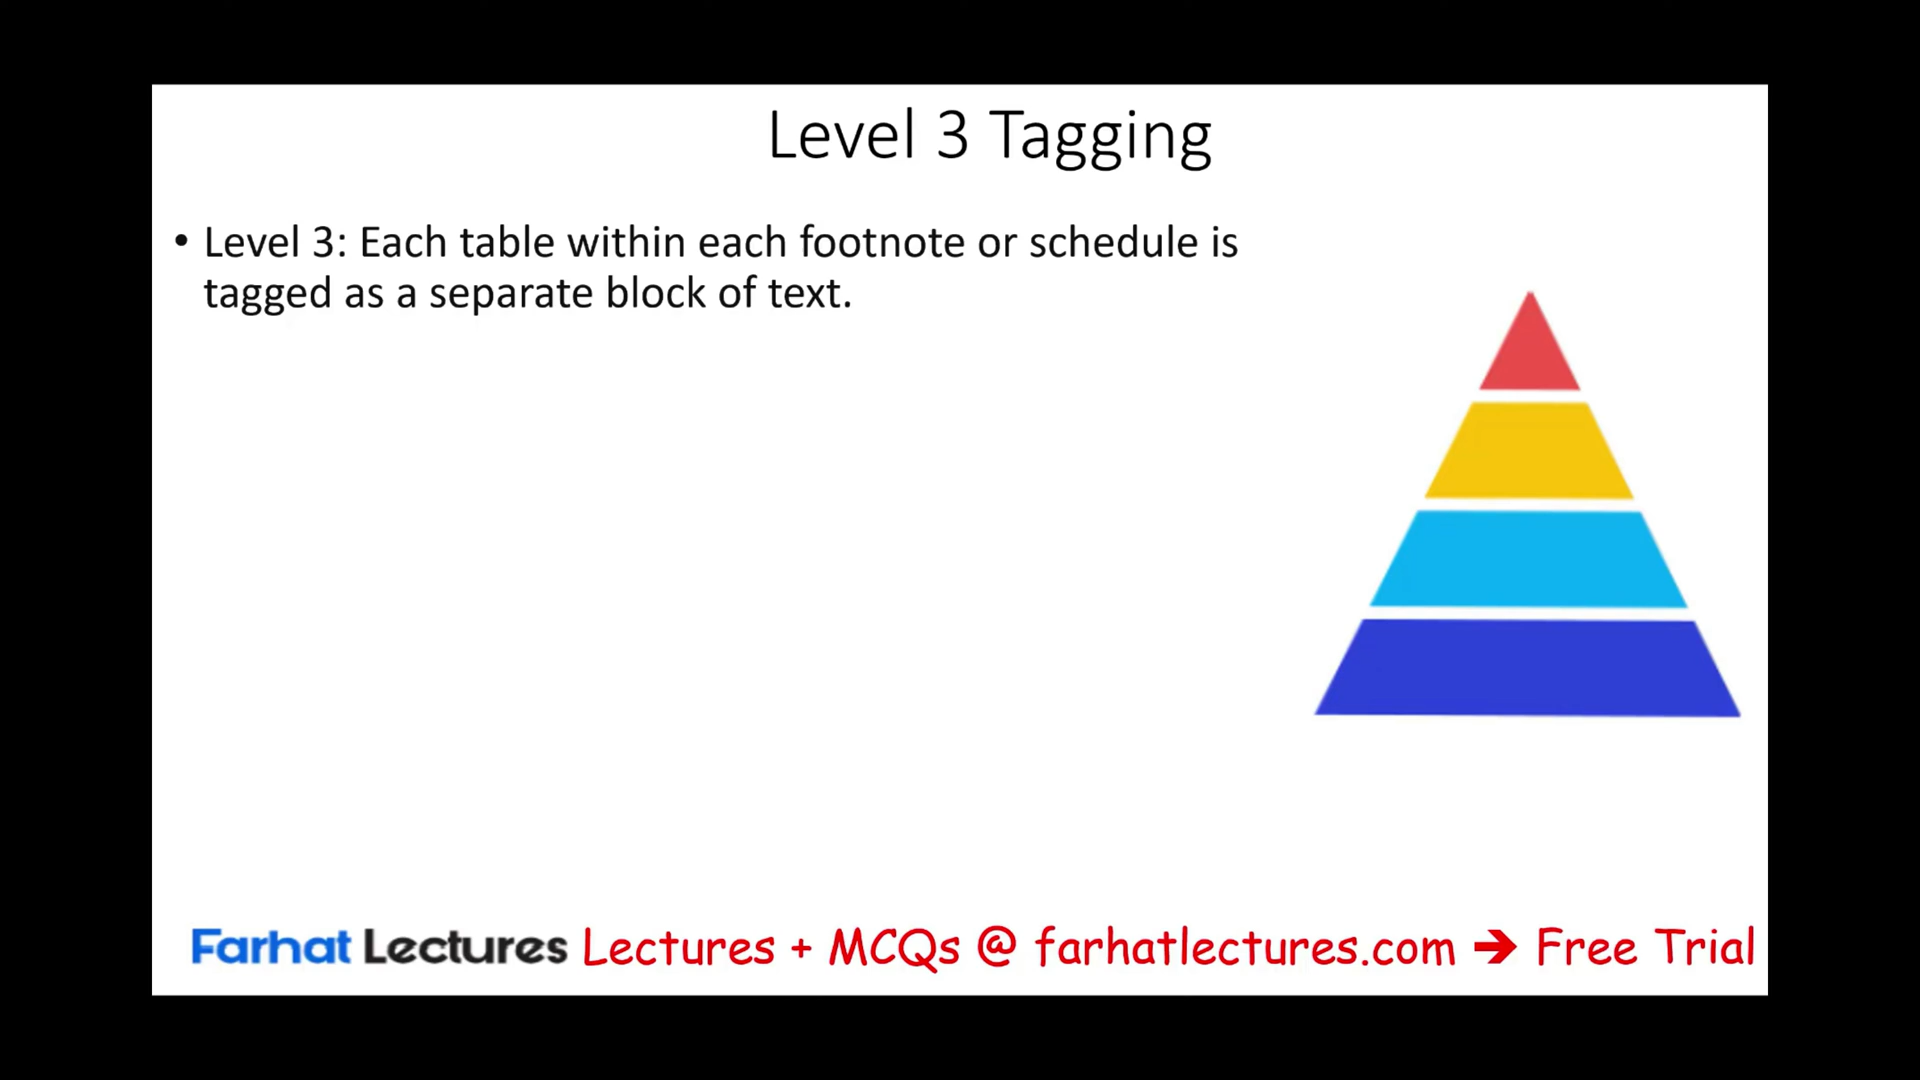 Level 3 Tagging
• Level 3: Each table within each footnote or schedule is
tagged as a separate block of text.
Farhat Lectures Lectures + MCQs @ farhatlectures.com ➔ Free Trial